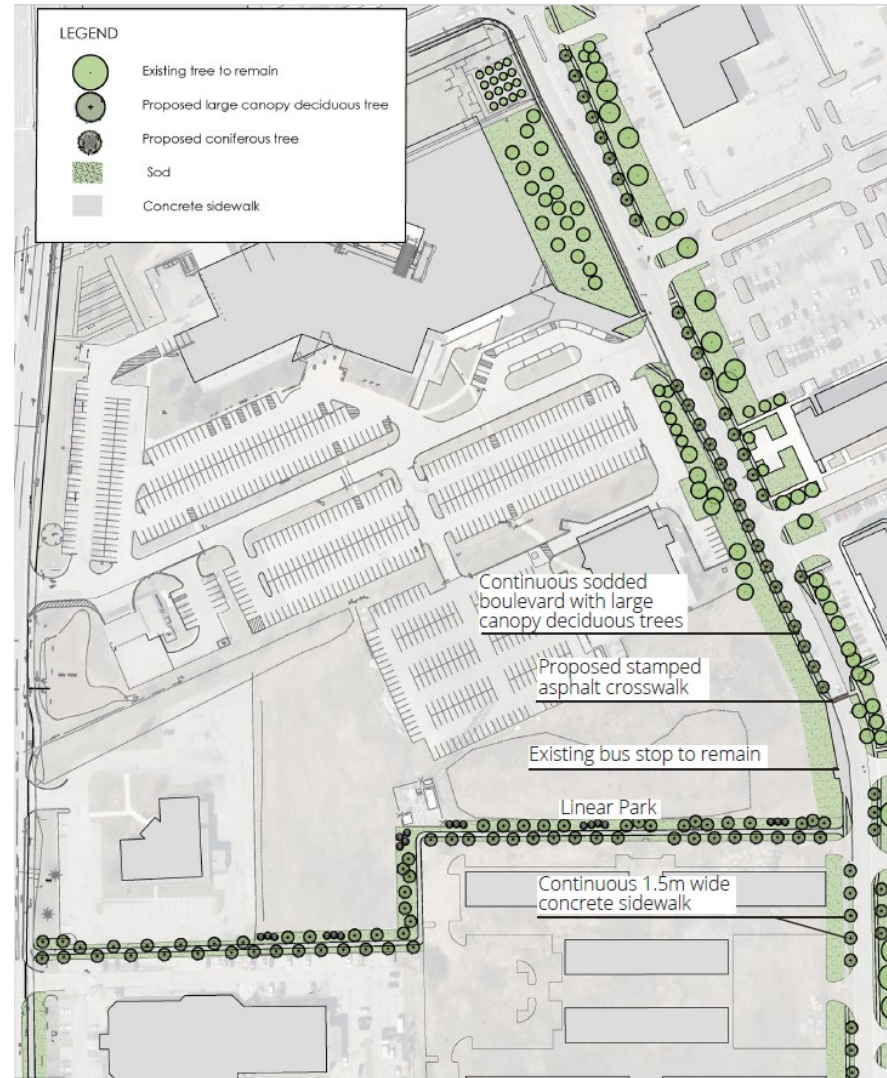 LEGEND
Existing tree to remain
Proposed large canopy deciduous tree
Proposed coniferous tree
Sod
Concrete sidewalk
Continuous sodded
boulevard with large
canopy deciduous trees
Proposed stamped
asphalt crosswalk
Existing bus stop to remain
Linear Park
Continuous 1.5m wide
concrete sidewalk